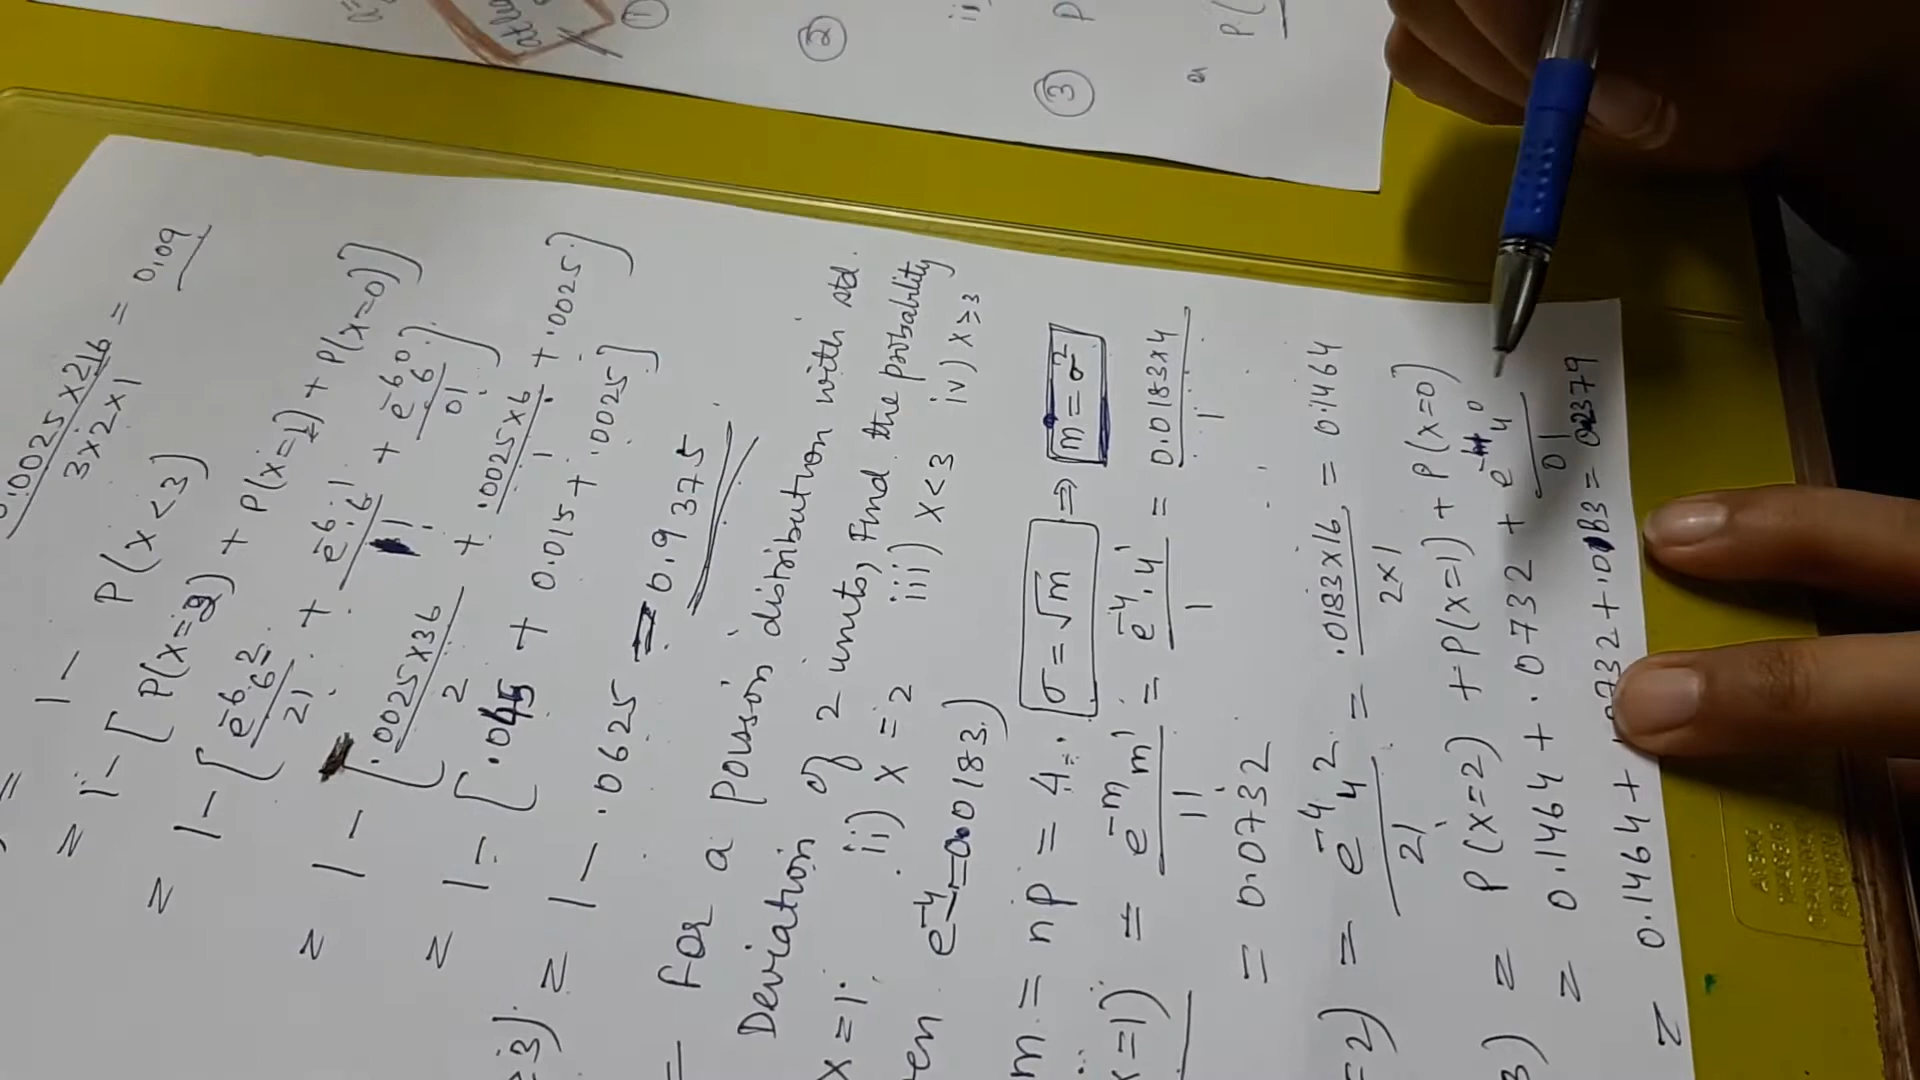 0.0025 x 216 / 3x2x1 = 0.09
= 1 - P(x<3)
= 1 - [P(x=2) + P(x=1) + P(x=0)]
= 1 - [e^-6 6^2 / 2! + e^-6 6^1 / 1! + e^-6 6^0 / 0!]
= 1 - [.0025x36 / 2 + .0025x6 / 1 + .0025]
= 1 - [.045 + 0.015 + .0025]
= 1 - .0625 = 0.9375
= For a Poisson distribution with std.
Deviation of 2 units, Find the probability
x=1. ii) x=2 iii) x<3 iv) x≥3
e^-4 = 0.0183)
m = np = 4. σ=√m ⇒ m=σ²
x=1) = e^-m m^1 / 1! = e^-4 . 4^1 / 1 = 0.0183x4 / 1
= 0.0732
=2) = e^-4 4^2 / 2! = .0183x16 / 2x1 = 0.1464
3) = P(x=2) + P(x=1) + P(x=0)
= 0.1464 + .0732 + e^-4 4^0 / 0!
= 0.1464 + .0732 + .0183 = 0.2379
①
②
ii)
③ P
P(